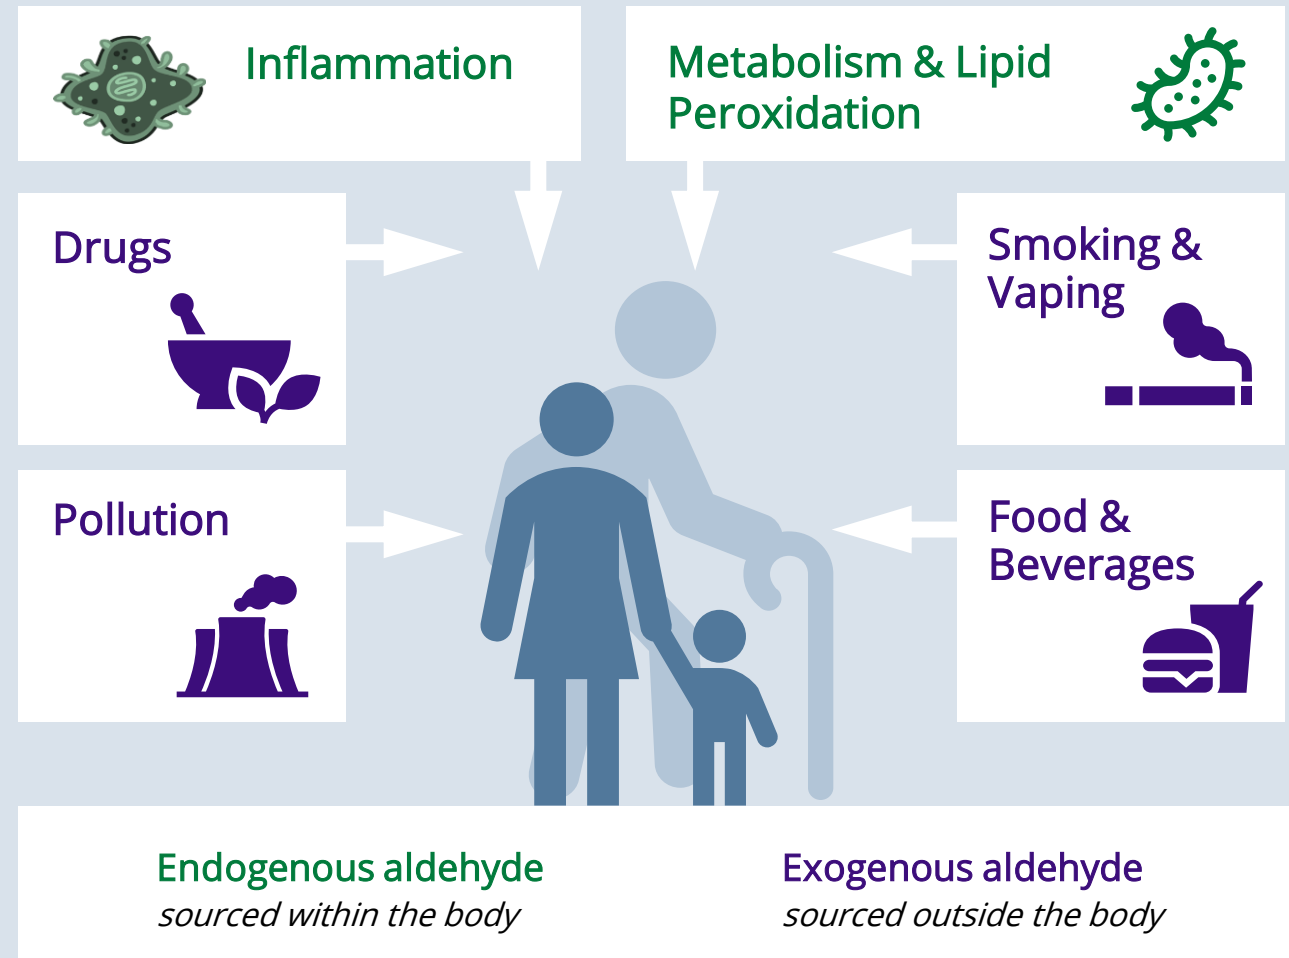 Inflammation
Metabolism & Lipid
Peroxidation
Drugs
Smoking &
Vaping
Pollution
Food &
Beverages
Endogenous aldehyde
sourced within the body
Exogenous aldehyde
sourced outside the body